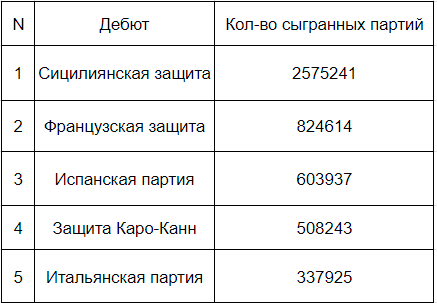 N Дебют Кол-во сыгранных партий
1 Сицилианская защита 2575241
2 Французская защита 824614
3 Испанская партия 603937
4 Защита Каро-Канн 508243
5 Итальянская партия 337925